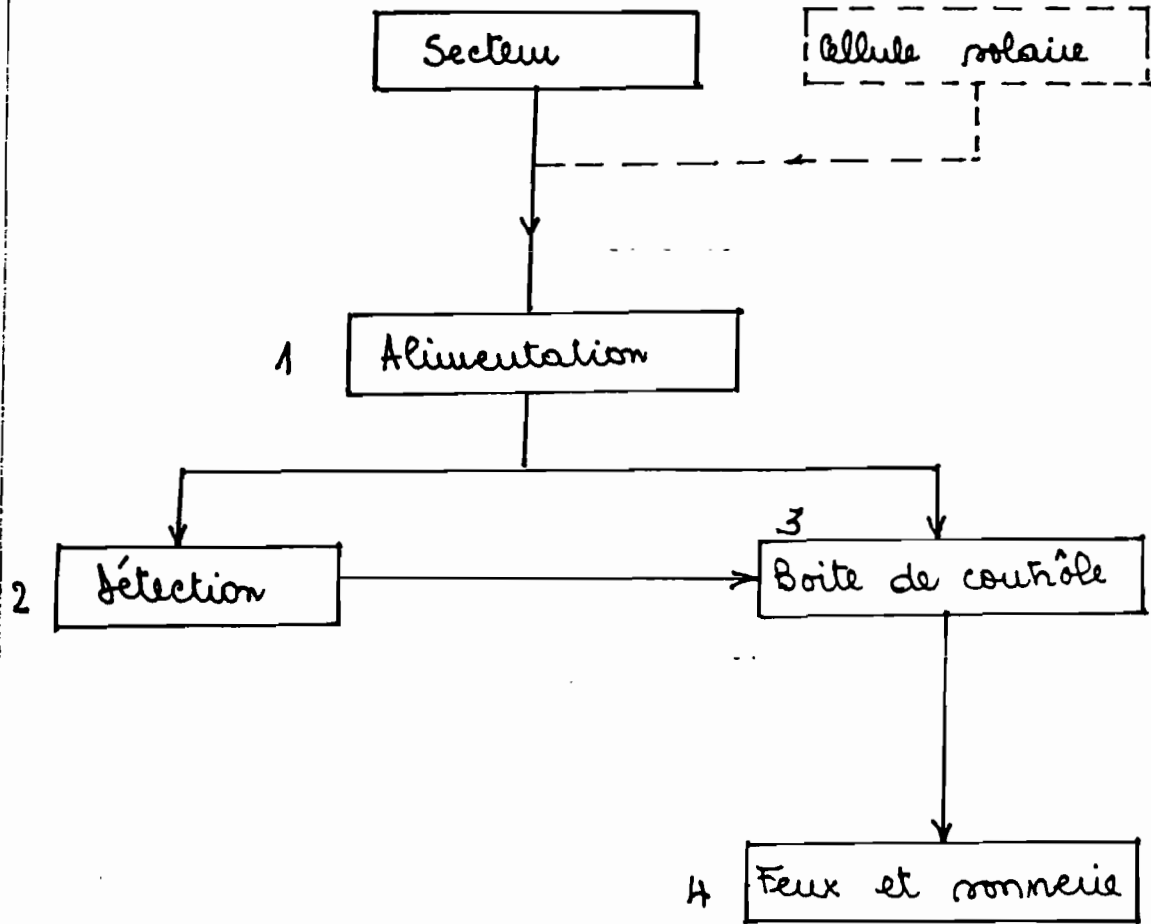 Secteur
Cellule solaire
1 Alimentation
3
2 Détection
Boite de contrôle
4 Feux et sonnerie